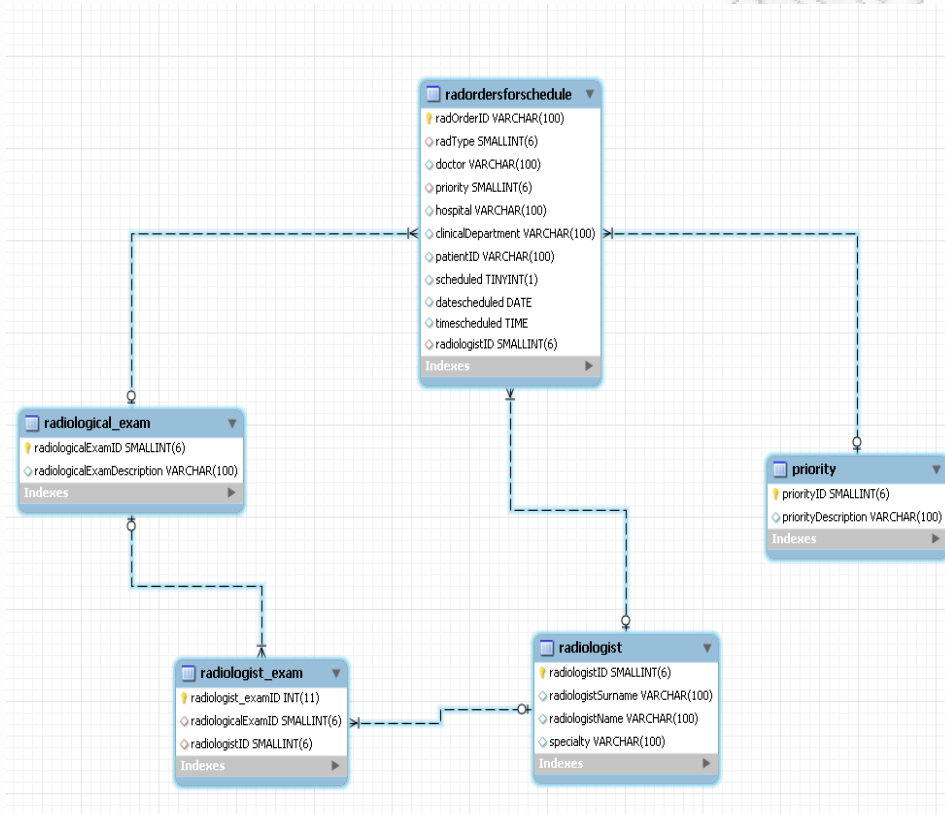 radordersforschedule
radOrderID VARCHAR(100)
radType SMALLINT(6)
doctor VARCHAR(100)
priority SMALLINT(6)
hospital VARCHAR(100)
clinicalDepartment VARCHAR(100)
patientID VARCHAR(100)
scheduled TINYINT(1)
datescheduled DATE
timescheduled TIME
radiologistID SMALLINT(6)
Indexes
radiological_exam
radiologicalExamID SMALLINT(6)
radiologicalExamDescription VARCHAR(100)
Indexes
priority
priorityID SMALLINT(6)
priorityDescription VARCHAR(100)
Indexes
radiologist_exam
radiologist_examID INT(11)
radiologicalExamID SMALLINT(6)
radiologistID SMALLINT(6)
Indexes
radiologist
radiologistID SMALLINT(6)
radiologistSurname VARCHAR(100)
radiologistName VARCHAR(100)
specialty VARCHAR(100)
Indexes